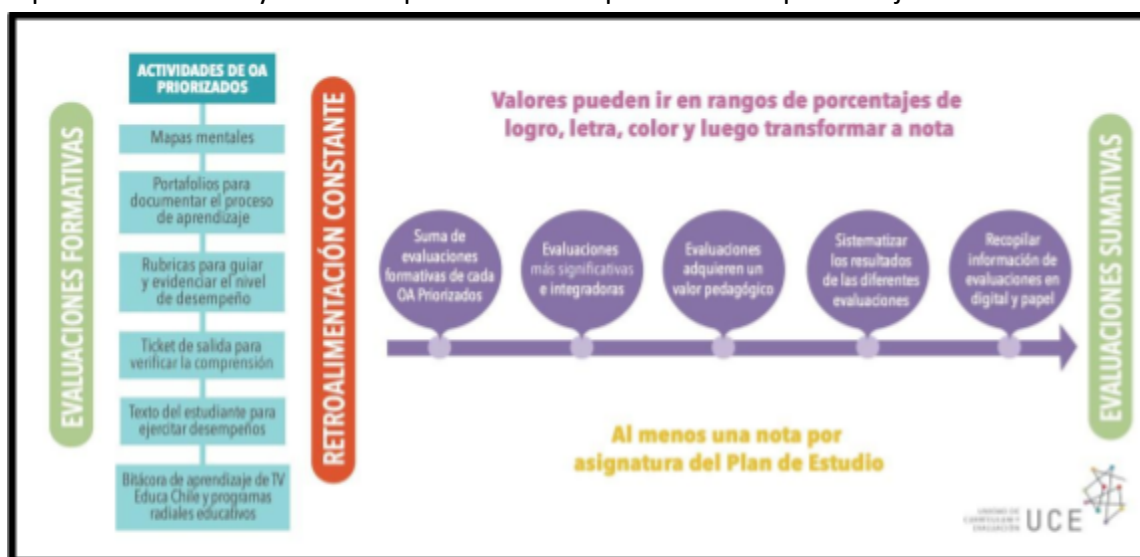 EVALUACIONES FORMATIVAS
ACTIVIDADES DE OA
PRIORIZADOS
Mapas mentales
Portafolios para
documentar el proceso
de aprendizaje
Rubricas para guiar
y evidenciar el nivel
de desempeño
Ticket de salida para
verificar la comprensión
Texto del estudiante para
ejercitar desempeños
Bitácora de aprendizaje de TV
Educa Chile y programas
radiales educativos
RETROALIMENTACIÓN CONSTANTE
Valores pueden ir en rangos de porcentajes de
logro, letra, color y luego transformar a nota
Suma de
evaluaciones
formativas de cada
OA Priorizados
Evaluaciones
más significativas
e integradoras
Evaluaciones
adquieren un
valor pedagógico
Sistematizar
los resultados
de las diferentes
evaluaciones
Recopilar
información de
evaluaciones en
digital y papel
Al menos una nota por
asignatura del Plan de Estudio
EVALUACIONES SUMATIVAS
UNIDAD DE
CURRICULUM Y
EVALUACIÓN
UCE